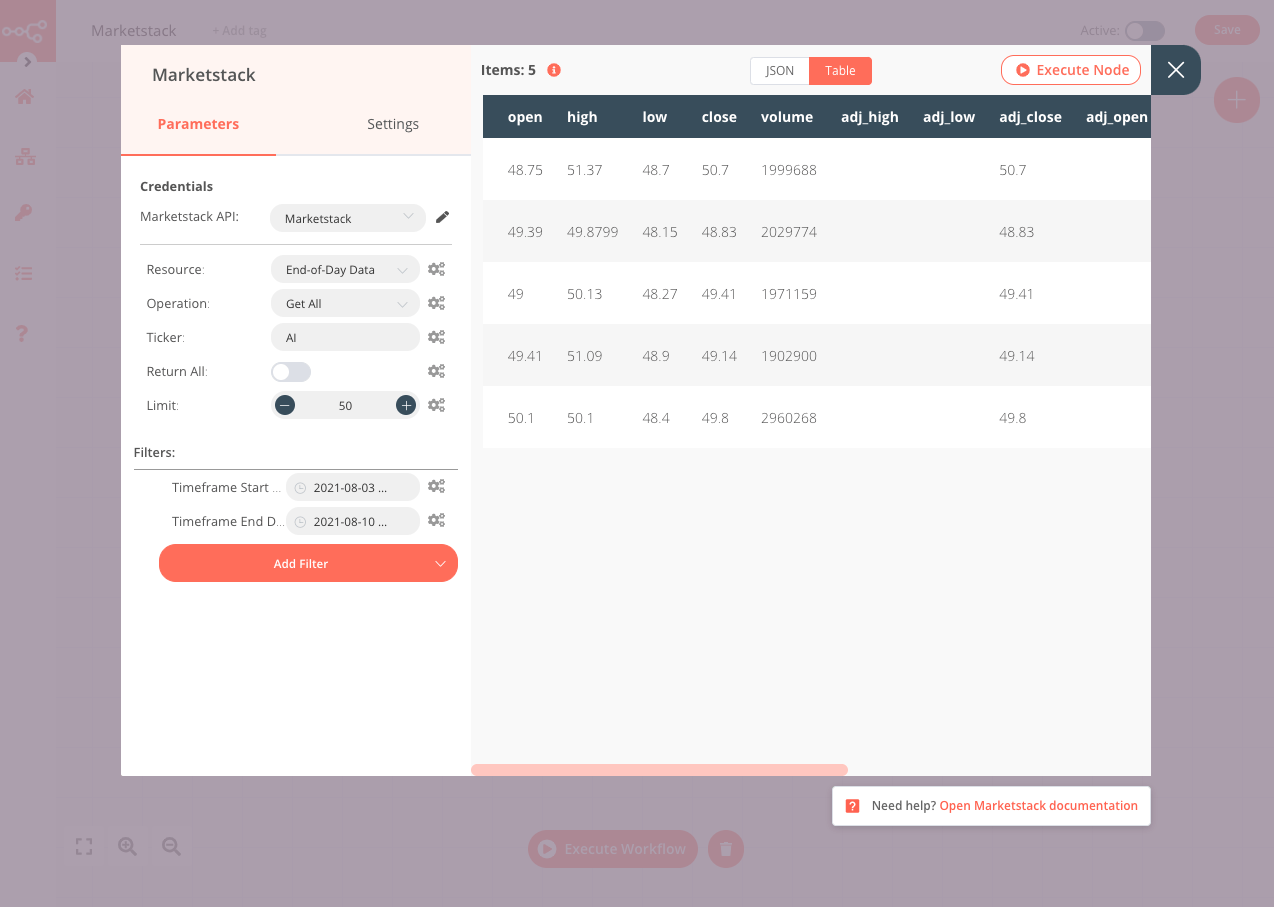 Marketstack
+ Add tag
Active:
Save
Marketstack
Parameters
Settings
Credentials
Marketstack API:
Marketstack
Resource:
End-of-Day Data
Operation:
Get All
Ticker:
AI
Return All:
Limit:
50
Filters:
Timeframe Start ...
2021-08-03 ...
Timeframe End D...
2021-08-10 ...
Add Filter
Items: 5
JSON
Table
Execute Node
open high low close volume adj_high adj_low adj_close adj_open
48.75 51.37 48.7 50.7 1999688 50.7
49.39 49.8799 48.15 48.83 2029774 48.83
49 50.13 48.27 49.41 1971159 49.41
49.41 51.09 48.9 49.14 1902900 49.14
50.1 50.1 48.4 49.8 2960268 49.8
Need help? Open Marketstack documentation
Execute Workflow